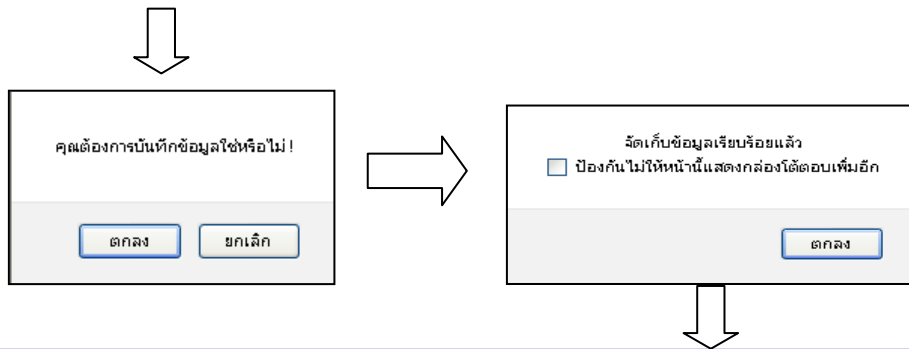 คุณต้องการบันทึกข้อมูลใช่หรือไม่ !
ตกลง
ยกเลิก
จัดเก็บข้อมูลเรียบร้อยแล้ว
ป้องกันไม่ให้หน้านี้แสดงกล่องโต้ตอบเพิ่มอีก
ตกลง